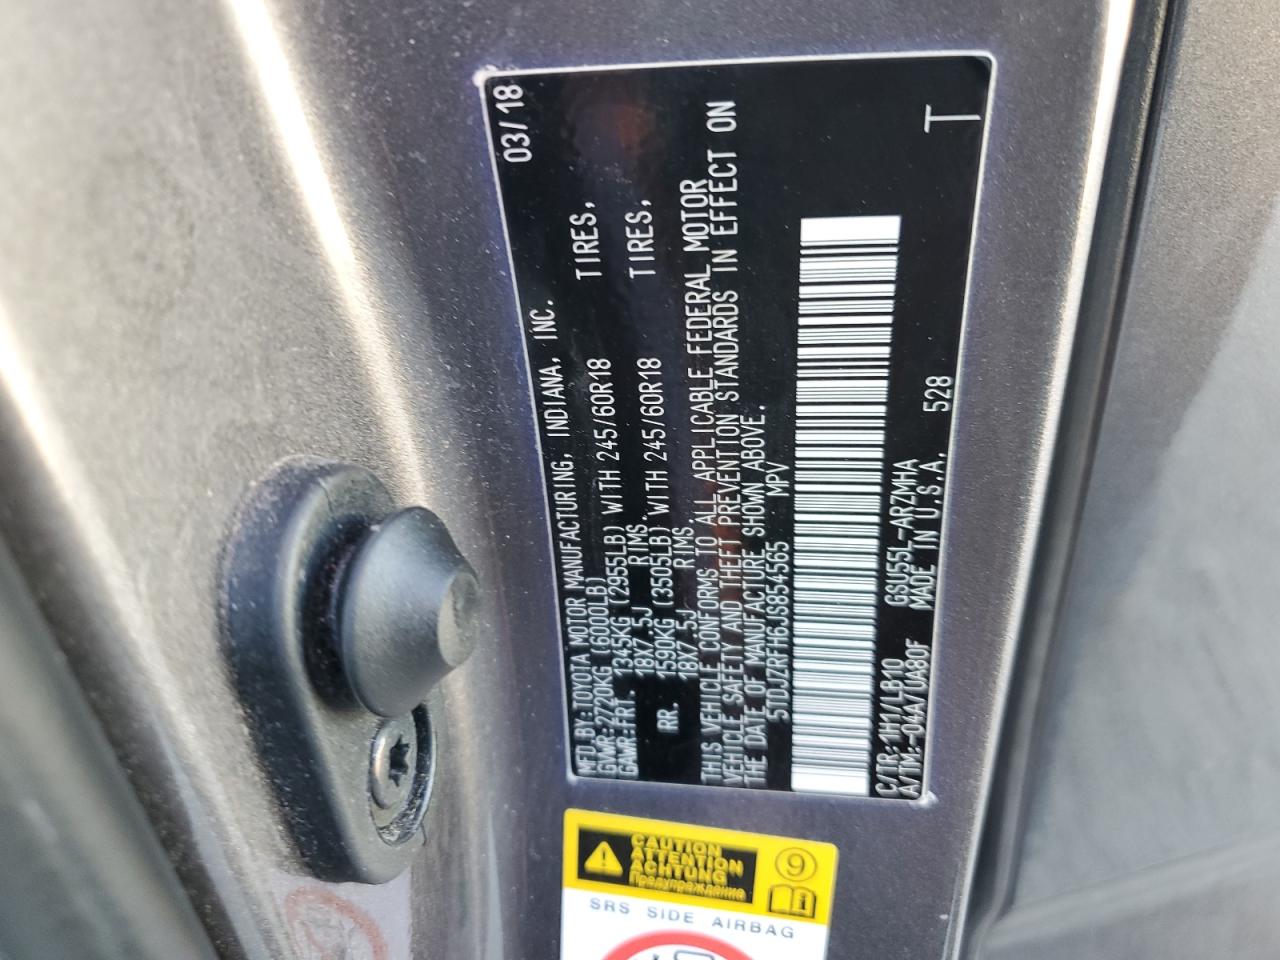 MFD.BY:TOYOTA MOTOR MANUFACTURING, INDIANA, INC. 03/18
GVWR:2720KG (6000LB)
GAWR:FRT. 1345KG (2955LB) WITH 245/60R18 TIRES,
18X7.5J RIMS.
RR. 1590KG (3505LB) WITH 245/60R18 TIRES,
18X7.5J RIMS.
THIS VEHICLE CONFORMS TO ALL APPLICABLE FEDERAL MOTOR
VEHICLE SAFETY AND THEFT PREVENTION STANDARDS IN EFFECT ON
THE DATE OF MANUFACTURE SHOWN ABOVE.
5TDJZRFH6JS854565 MPV
C/TR:1H1/LB10 GSU55L-ARZMHA
A/TM:-04A/UA80F MADE IN U.S.A. 528
T
CAUTION
ATTENTION
ACHTUNG
Предупреждение
9
SRS SIDE AIRBAG